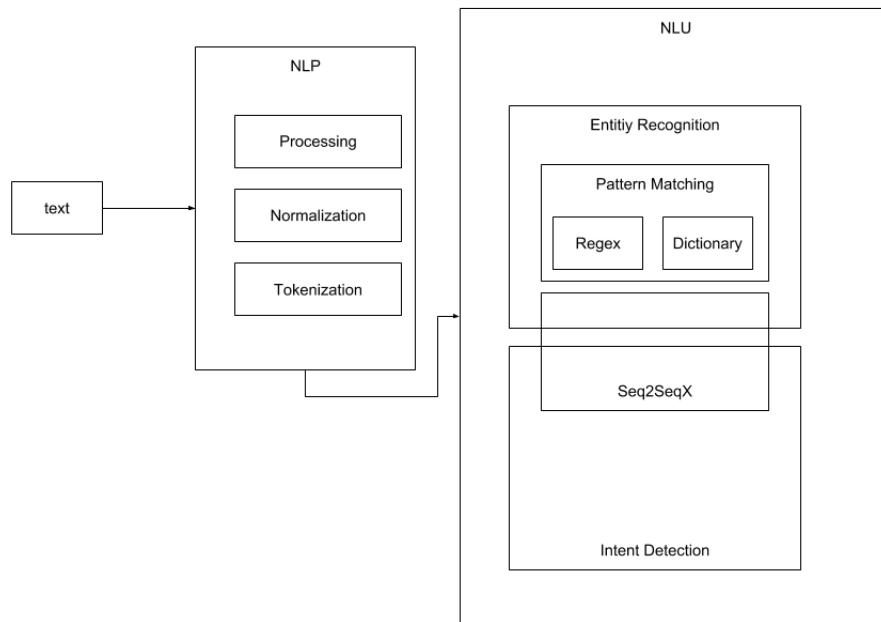 NLU
NLP
Entitiy Recognition
Processing
Pattern Matching
text
Normalization
Regex
Dictionary
Tokenization
Seq2SeqX
Intent Detection